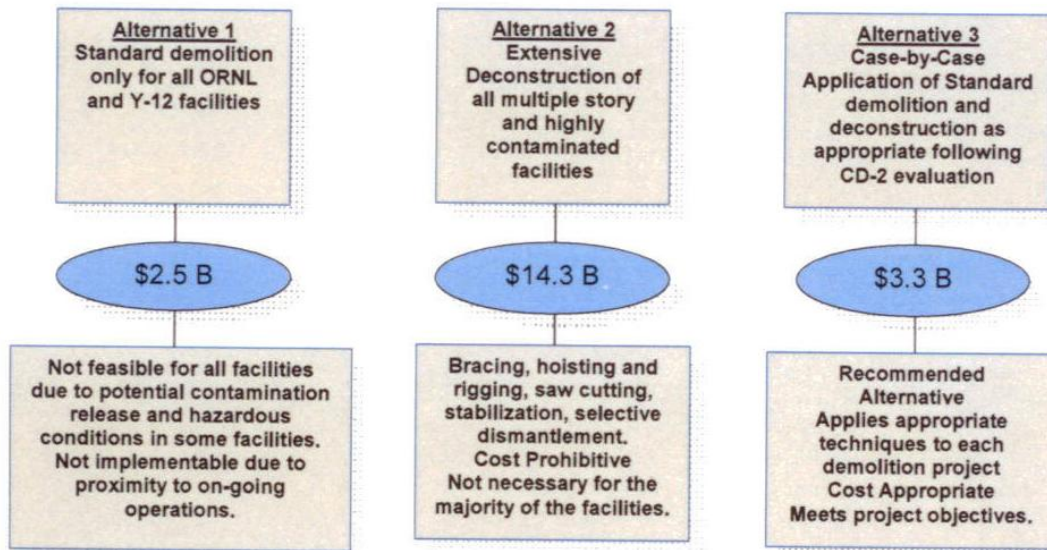 Alternative 1
Standard demolition
only for all ORNL
and Y-12 facilities
$2.5 B
Not feasible for all facilities
due to potential contamination
release and hazardous
conditions in some facilities.
Not implementable due to
proximity to on-going
operations.
Alternative 2
Extensive
Deconstruction of
all multiple story
and highly
contaminated
facilities
$14.3 B
Bracing, hoisting and
rigging, saw cutting,
stabilization, selective
dismantlement.
Cost Prohibitive
Not necessary for the
majority of the facilities.
Alternative 3
Case-by-Case
Application of Standard
demolition and
deconstruction as
appropriate following
CD-2 evaluation
$3.3 B
Recommended
Alternative
Applies appropriate
techniques to each
demolition project
Cost Appropriate
Meets project objectives.